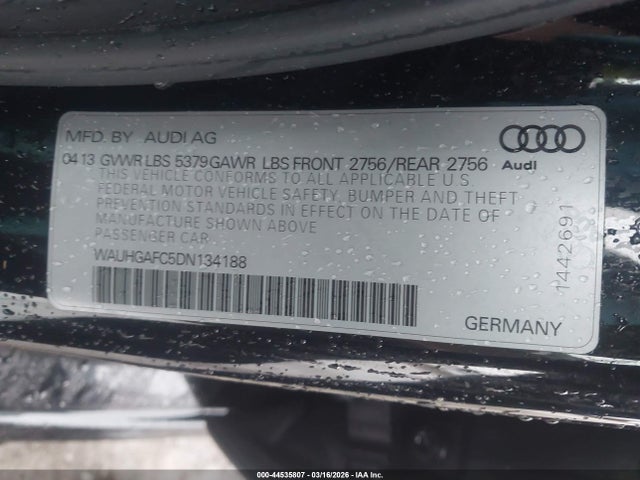 MFD. BY AUDI AG
04 13 GVWR LBS 5379 GAWR LBS FRONT 2756/REAR 2756
Audi
THIS VEHICLE CONFORMS TO ALL APPLICABLE U S
FEDERAL MOTOR VEHICLE SAFETY, BUMPER AND THEFT
PREVENTION STANDARDS IN EFFECT ON THE DATE OF
MANUFACTURE SHOWN ABOVE
PASSENGER CAR
WAUHGAFC5DN134188
1442691
GERMANY
000-44535807 - 03/16/2026 - IAA Inc.